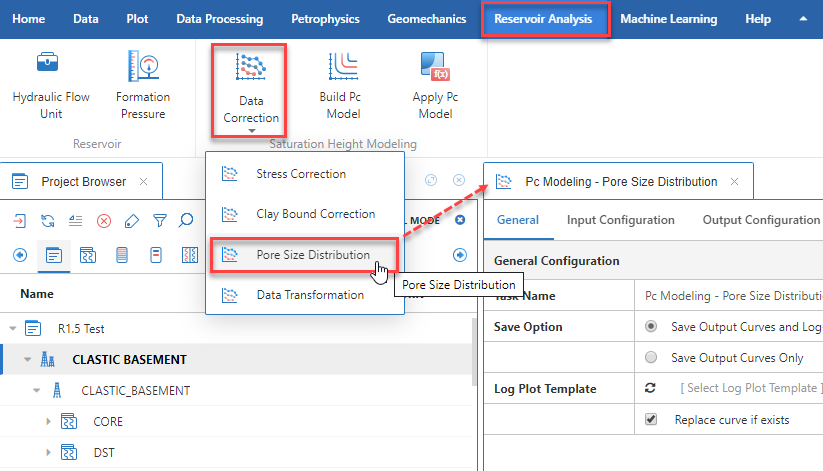 Home Data Plot Data Processing Petrophysics Geomechanics Reservoir Analysis Machine Learning Help
Hydraulic Flow
Unit
Formation
Pressure
Data
Correction
Build Pc
Model
Apply Pc
Model
Reservoir
Saturation Height Modeling
Project Browser
Stress Correction
Clay Bound Correction
Pore Size Distribution
Data Transformation
Pore Size Distribution
MODE
Name
R1.5 Test
CLASTIC BASEMENT
CLASTIC_BASEMENT
CORE
DST
Pc Modeling - Pore Size Distribution
General Input Configuration Output Configuration
General Configuration
Task Name Pc Modeling - Pore Size Distributi
Save Option Save Output Curves and Log
Save Output Curves Only
Log Plot Template [ Select Log Plot Template ]
Replace curve if exists